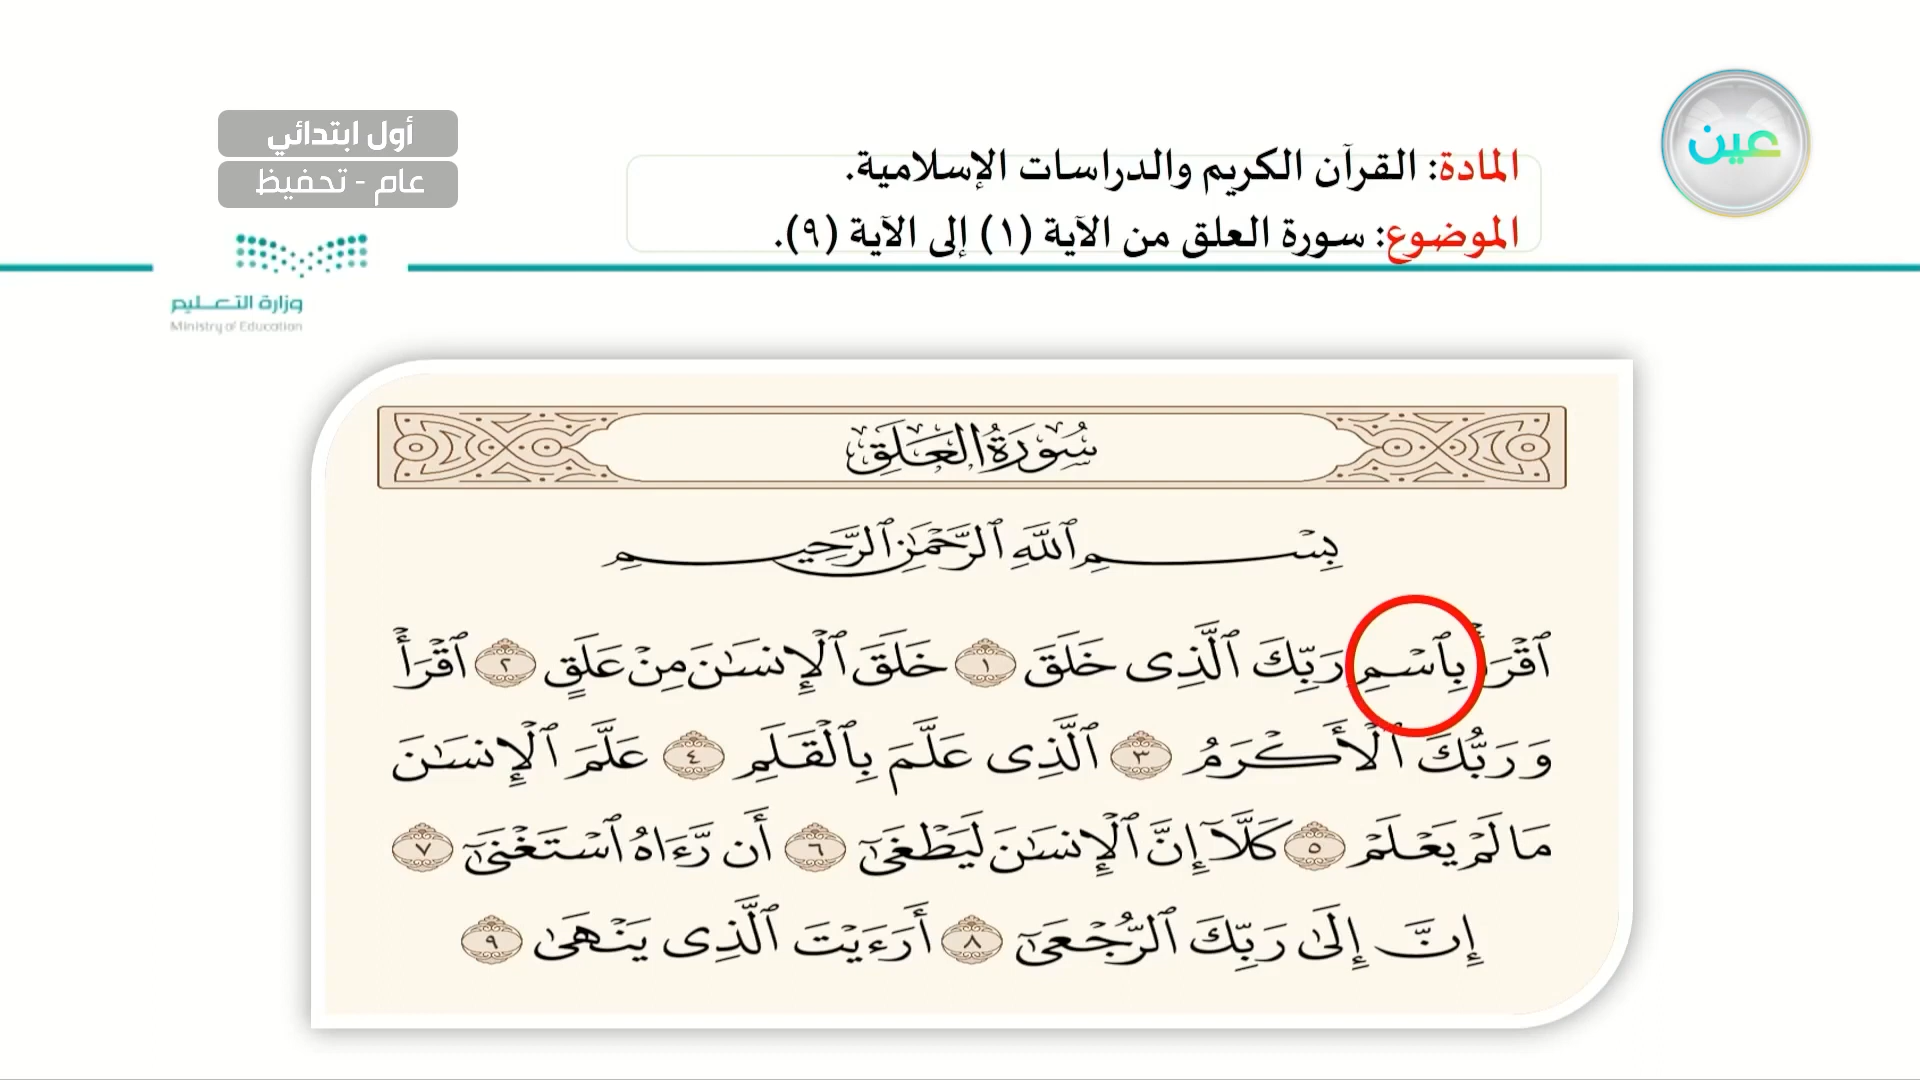 عين
أول ابتدائي
عام - تحفيظ
المادة: القرآن الكريم والدراسات الإسلامية.
الموضوع: سورة العلق من الآية (١) إلى الآية (٩).
وزارة التعليم
Ministry of Education
سُورَةُ العَلَقِ
بِسْمِ ٱللَّهِ ٱلرَّحْمَٰنِ ٱلرَّحِيمِ
ٱقْرَأْ بِٱسْمِ رَبِّكَ ٱلَّذِى خَلَقَ ١ خَلَقَ ٱلْإِنسَٰنَ مِنْ عَلَقٍ ٢ ٱقْرَأْ
وَرَبُّكَ ٱلْأَكْرَمُ ٣ ٱلَّذِى عَلَّمَ بِٱلْقَلَمِ ٤ عَلَّمَ ٱلْإِنسَٰنَ
مَا لَمْ يَعْلَمْ ٥ كَلَّآ إِنَّ ٱلْإِنسَٰنَ لَيَطْغَىٰٓ ٦ أَن رَّءَاهُ ٱسْتَغْنَىٰٓ ٧
إِنَّ إِلَىٰ رَبِّكَ ٱلرُّجْعَىٰٓ ٨ أَرَءَيْتَ ٱلَّذِى يَنْهَىٰ ٩